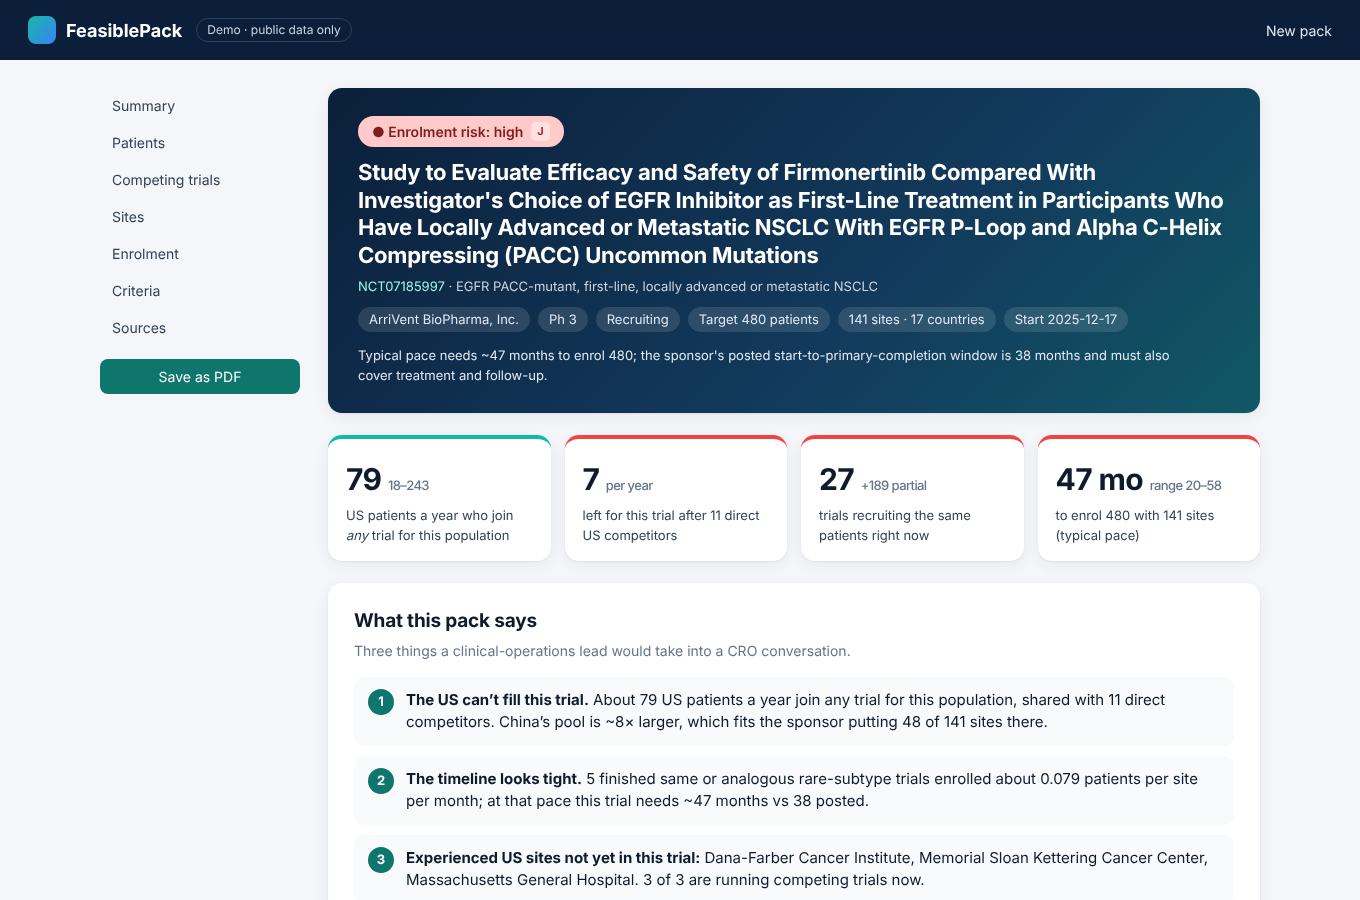 FeasiblePack
Demo · public data only
New pack
Summary
Patients
Competing trials
Sites
Enrolment
Criteria
Sources
Save as PDF
Enrolment risk: high J
Study to Evaluate Efficacy and Safety of Firmonertinib Compared With
Investigator's Choice of EGFR Inhibitor as First-Line Treatment in Participants Who
Have Locally Advanced or Metastatic NSCLC With EGFR P-Loop and Alpha C-Helix
Compressing (PACC) Uncommon Mutations
NCT07185997 · EGFR PACC-mutant, first-line, locally advanced or metastatic NSCLC
ArriVent BioPharma, Inc. Ph 3 Recruiting Target 480 patients 141 sites · 17 countries Start 2025-12-17
Typical pace needs ~47 months to enrol 480; the sponsor's posted start-to-primary-completion window is 38 months and must also
cover treatment and follow-up.
79 18–243
US patients a year who join
any trial for this population
7 per year
left for this trial after 11 direct
US competitors
27 +189 partial
trials recruiting the same
patients right now
47 mo range 20–58
to enrol 480 with 141 sites
(typical pace)
What this pack says
Three things a clinical-operations lead would take into a CRO conversation.
1 The US can’t fill this trial. About 79 US patients a year join any trial for this population, shared with 11 direct
competitors. China’s pool is ~8× larger, which fits the sponsor putting 48 of 141 sites there.
2 The timeline looks tight. 5 finished same or analogous rare-subtype trials enrolled about 0.079 patients per site
per month; at that pace this trial needs ~47 months vs 38 posted.
3 Experienced US sites not yet in this trial: Dana-Farber Cancer Institute, Memorial Sloan Kettering Cancer Center,
Massachusetts General Hospital. 3 of 3 are running competing trials now.